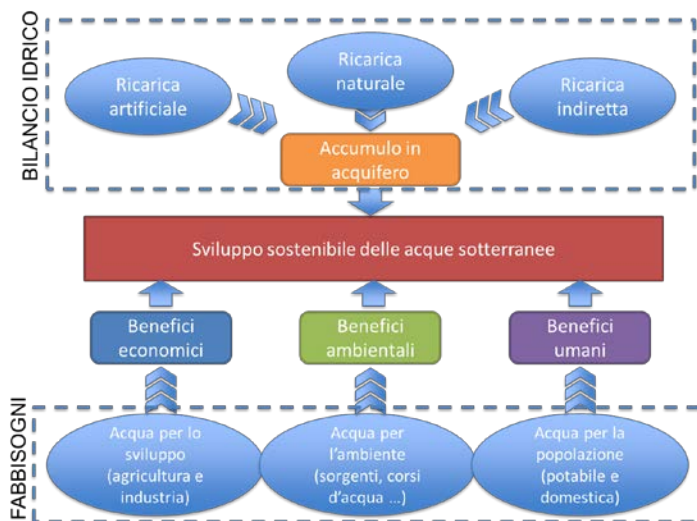 BILANCIO IDRICO
Ricarica
artificiale
Ricarica
naturale
Ricarica
indiretta
Accumulo in
acquifero
Sviluppo sostenibile delle acque sotterranee
Benefici
economici
Benefici
ambientali
Benefici
umani
FABBISOGNI
Acqua per lo
sviluppo
(agricoltura e
industria)
Acqua per
l'ambiente
(sorgenti, corsi
d'acqua ...)
Acqua per la
popolazione
(potabile e
domestica)